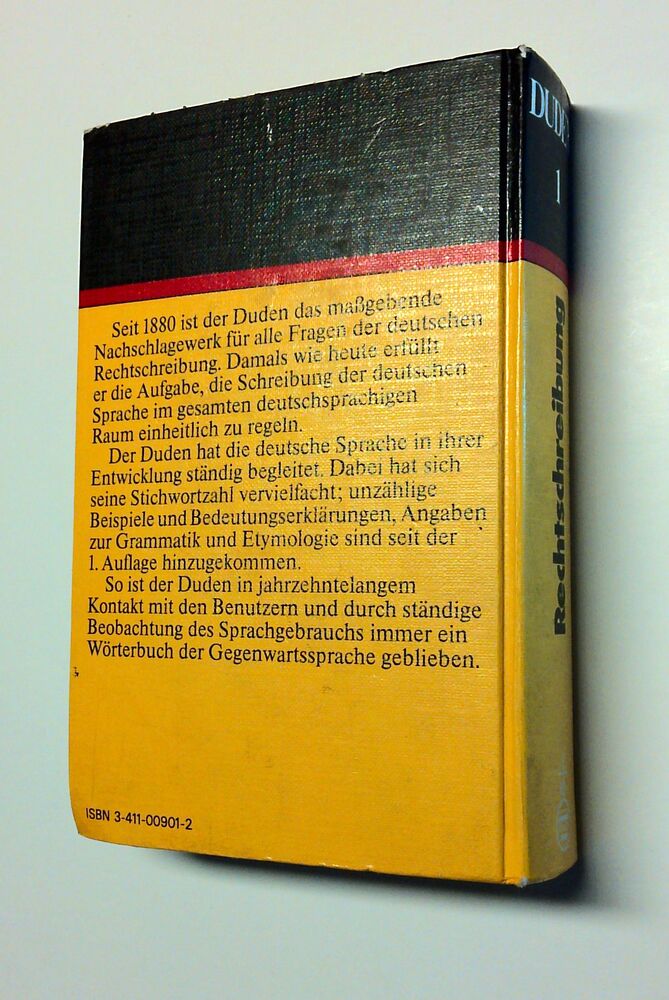 Seit 1880 ist der Duden das maßgebende
Nachschlagewerk für alle Fragen der deutschen
Rechtschreibung. Damals wie heute erfüllt
er die Aufgabe, die Schreibung der deutschen
Sprache im gesamten deutschsprachigen
Raum einheitlich zu regeln.
Der Duden hat die deutsche Sprache in ihrer
Entwicklung ständig begleitet. Dabei hat sich
seine Stichwortzahl vervielfacht; unzählige
Beispiele und Bedeutungserklärungen, Angaben
zur Grammatik und Etymologie sind seit der
1. Auflage hinzugekommen.
So ist der Duden in jahrzehntelangem
Kontakt mit den Benutzern und durch ständige
Beobachtung des Sprachgebrauchs immer ein
Wörterbuch der Gegenwartssprache geblieben.
ISBN 3-411-00901-2
DUDE
1
Rechtschreibung